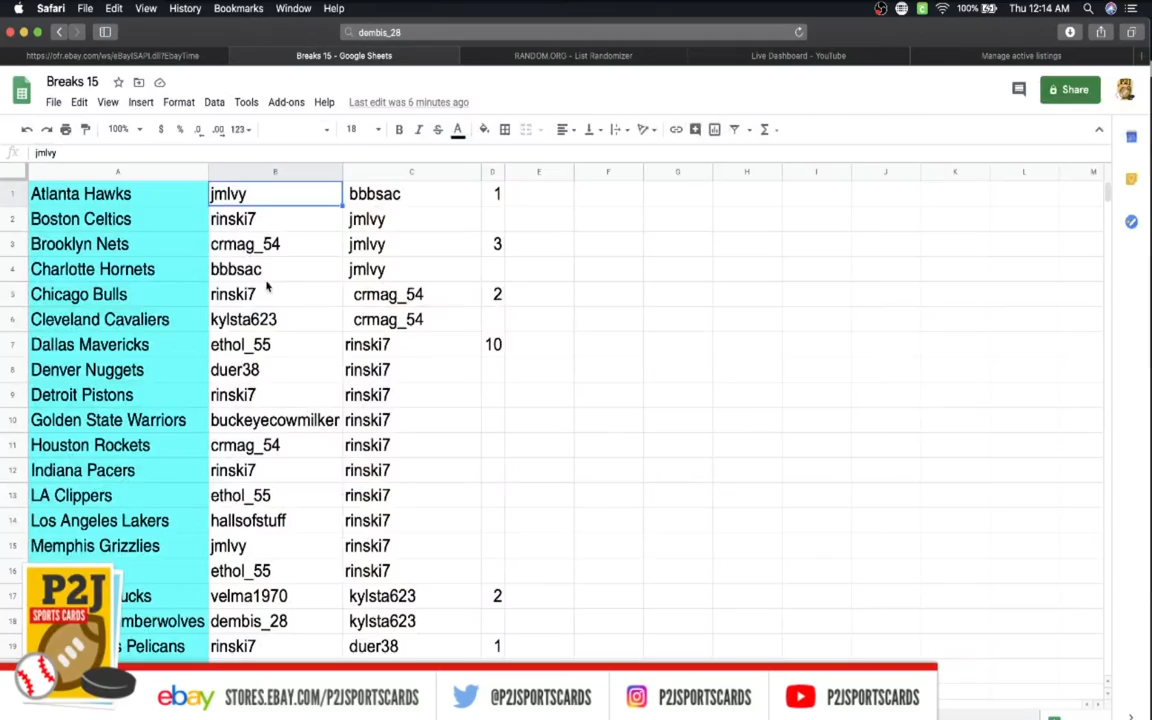 Safari File Edit View History Bookmarks Window Help 100% Thu 12:14 AM
dembis_28
https://ofr.ebay.com/ws/eBayISAPI.dll?EbayTime Breaks 15 - Google Sheets RANDOM.ORG - List Randomizer Live Dashboard - YouTube Manage active listings
Breaks 15
File Edit View Insert Format Data Tools Add-ons Help Last edit was 6 minutes ago Share
100% $ % .0 .00 123 18 B I S A
fx jmlvy
A B C D E F G H I J K L M
1 Atlanta Hawks jmlvy bbbsac 1
2 Boston Celtics rinski7 jmlvy
3 Brooklyn Nets crmag_54 jmlvy 3
4 Charlotte Hornets bbbsac jmlvy
5 Chicago Bulls rinski7 crmag_54 2
6 Cleveland Cavaliers kylsta623 crmag_54
7 Dallas Mavericks ethol_55 rinski7 10
8 Denver Nuggets duer38 rinski7
9 Detroit Pistons rinski7 rinski7
10 Golden State Warriors buckeyecowmilker rinski7
11 Houston Rockets crmag_54 rinski7
12 Indiana Pacers rinski7 rinski7
13 LA Clippers ethol_55 rinski7
14 Los Angeles Lakers hallsofstuff rinski7
15 Memphis Grizzlies jmlvy rinski7
16 ethol_55 rinski7
17 ucks velma1970 kylsta623 2
18 mberwolves dembis_28 kylsta623
19 s Pelicans rinski7 duer38 1
P2J
SPORTS CARDS
ebay STORES.EBAY.COM/P2JSPORTSCARDS @P2JSPORTSCARDS P2JSPORTSCARDS P2JSPORTSCARDS